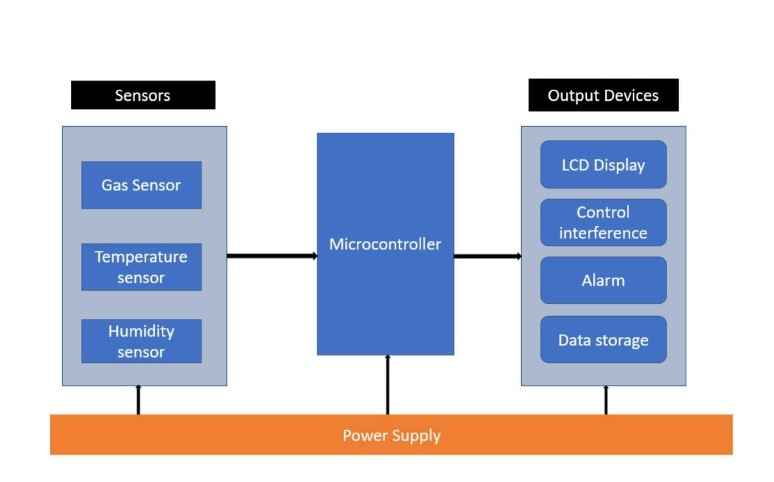 Sensors
Output Devices
Gas Sensor
Temperature
sensor
Humidity
sensor
Microcontroller
LCD Display
Control
interference
Alarm
Data storage
Power Supply